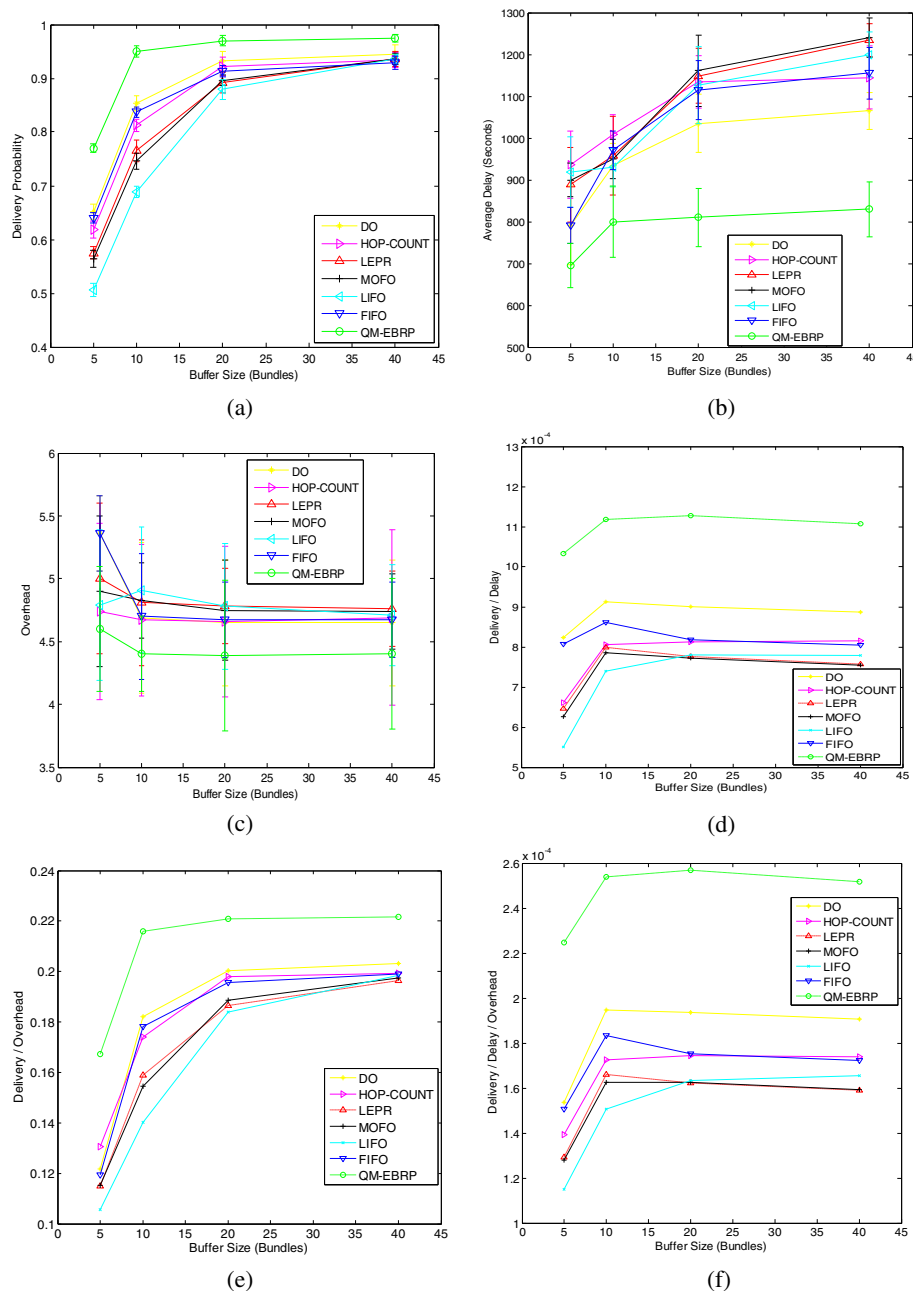 1
0.9
0.8
0.7
0.6
0.5
0.4
Delivery Probability
0 5 10 15 20 25 30 35 40 45
Buffer Size (Bundles)
DO
HOP-COUNT
LEPR
MOFO
LIFO
FIFO
QM-EBRP
(a)
1300
1200
1100
1000
900
800
700
600
500
Average Delay (Seconds)
0 5 10 15 20 25 30 35 40 45
Buffer Size (Bundles)
DO
HOP-COUNT
LEPR
MOFO
LIFO
FIFO
QM-EBRP
(b)
6
5.5
5
4.5
4
3.5
Overhead
0 5 10 15 20 25 30 35 40 45
Buffer Size (Bundles)
DO
HOP-COUNT
LEPR
MOFO
LIFO
FIFO
QM-EBRP
(c)
x 10⁻⁴
13
12
11
10
9
8
7
6
5
Delivery / Delay
0 5 10 15 20 25 30 35 40 45
Buffer Size (Bundles)
DO
HOP-COUNT
LEPR
MOFO
LIFO
FIFO
QM-EBRP
(d)
0.24
0.22
0.2
0.18
0.16
0.14
0.12
0.1
Delivery / Overhead
0 5 10 15 20 25 30 35 40 45
Buffer Size (Bundles)
DO
HOP-COUNT
LEPR
MOFO
LIFO
FIFO
QM-EBRP
(e)
x 10⁻⁴
2.6
2.4
2.2
2
1.8
1.6
1.4
1.2
1
Delivery / Delay / Overhead
0 5 10 15 20 25 30 35 40 45
Buffer Size (Bundles)
DO
HOP-COUNT
LEPR
MOFO
LIFO
FIFO
QM-EBRP
(f)